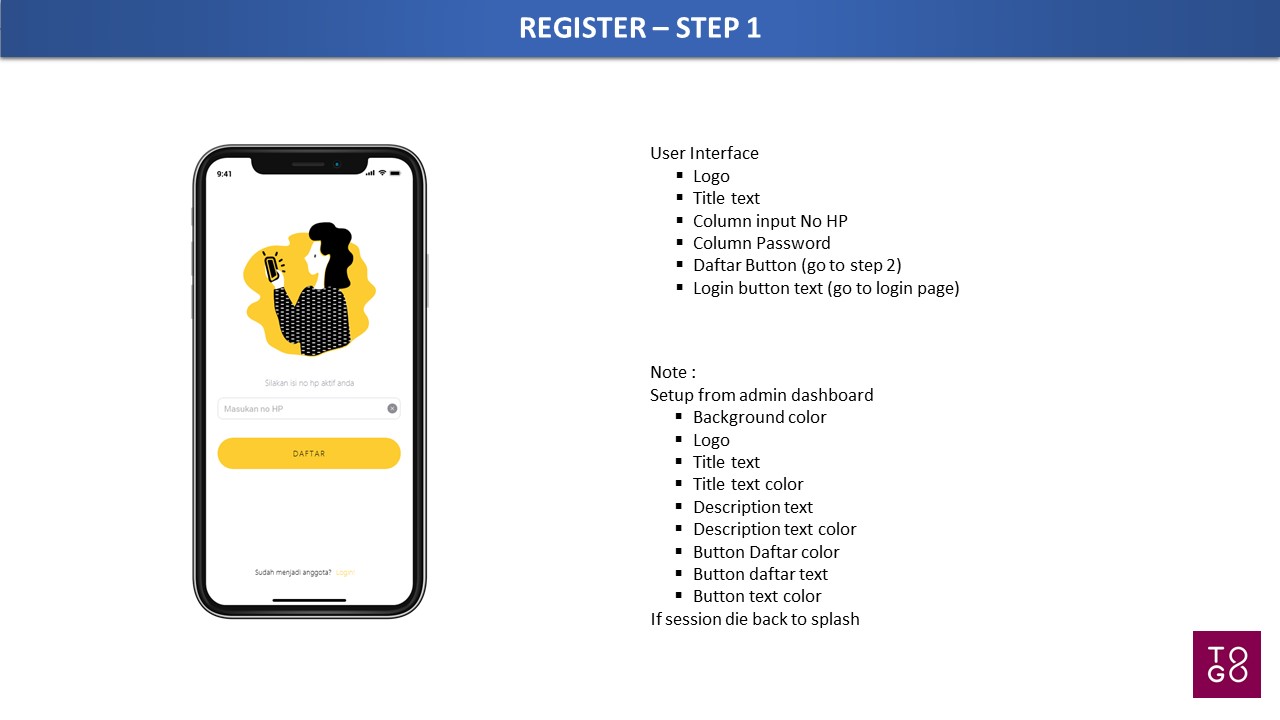 REGISTER – STEP 1
9:41
Silakan isi no hp aktif anda
Masukan no HP
DAFTAR
Sudah menjadi anggota? Login
User Interface
▪ Logo
▪ Title text
▪ Column input No HP
▪ Column Password
▪ Daftar Button (go to step 2)
▪ Login button text (go to login page)
Note :
Setup from admin dashboard
▪ Background color
▪ Logo
▪ Title text
▪ Title text color
▪ Description text
▪ Description text color
▪ Button Daftar color
▪ Button daftar text
▪ Button text color
If session die back to splash
TO
GO